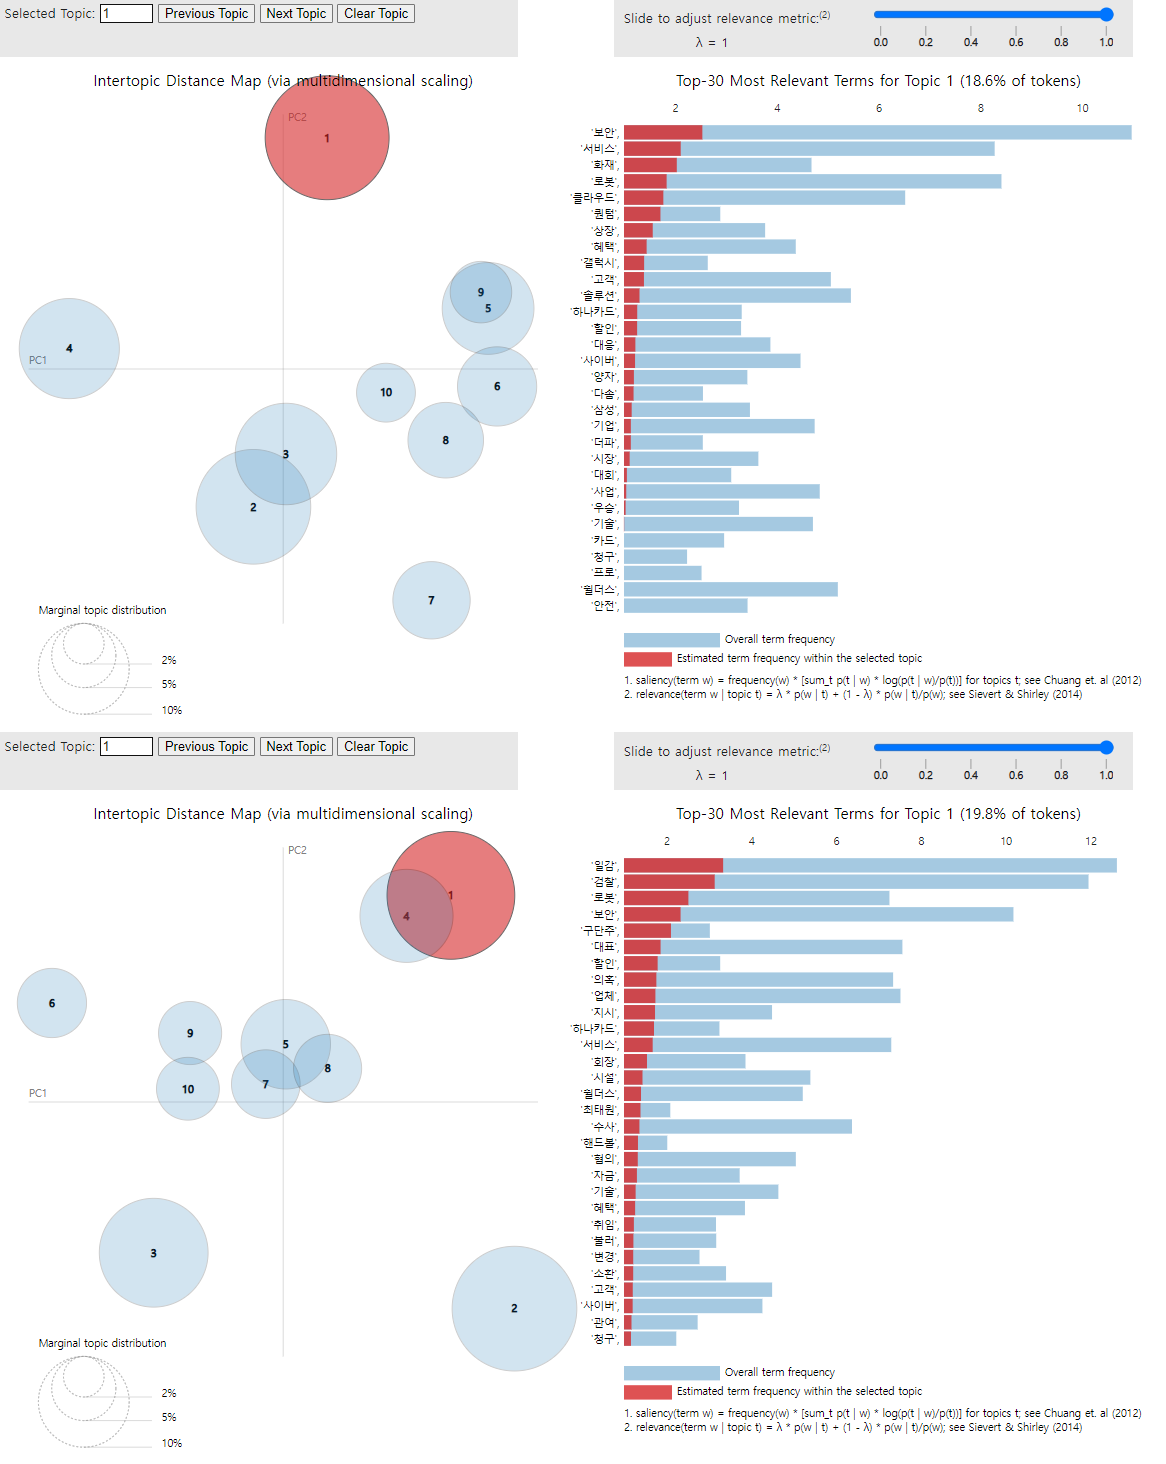 Selected Topic: 1 Previous Topic Next Topic Clear Topic
Slide to adjust relevance metric:(2)
λ = 1
0.0 0.2 0.4 0.6 0.8 1.0
Intertopic Distance Map (via multidimensional scaling)
PC2
PC1
1
9
5
4
6
10
8
3
2
7
Marginal topic distribution
2%
5%
10%
Top-30 Most Relevant Terms for Topic 1 (18.6% of tokens)
2 4 6 8 10
'보안',
'서비스',
'화재',
'로봇',
'클라우드',
'퀀텀',
'상장',
'혜택',
'갤럭시',
'고객',
'솔루션',
'하나카드',
'할인',
'대응',
'사이버',
'양자',
'다솔',
'삼성',
'기업',
'더파',
'시장',
'대회',
'사업',
'우승',
'기술',
'카드',
'청구',
'프로',
'쉴더스',
'안전',
Overall term frequency
Estimated term frequency within the selected topic
1. saliency(term w) = frequency(w) * [sum_t p(t | w) * log(p(t | w)/p(t))] for topics t; see Chuang et. al (2012)
2. relevance(term w | topic t) = λ * p(w | t) + (1 - λ) * p(w | t)/p(w); see Sievert & Shirley (2014)
Selected Topic: 1 Previous Topic Next Topic Clear Topic
Slide to adjust relevance metric:(2)
λ = 1
0.0 0.2 0.4 0.6 0.8 1.0
Intertopic Distance Map (via multidimensional scaling)
PC2
PC1
1
4
6
9
5
8
7
10
3
2
Marginal topic distribution
2%
5%
10%
Top-30 Most Relevant Terms for Topic 1 (19.8% of tokens)
2 4 6 8 10 12
'일감',
'검찰',
'로봇',
'보안',
'구단주',
'대표',
'할인',
'의혹',
'업체',
'지시',
'하나카드',
'서비스',
'회장',
'시설',
'쉴더스',
'최태원',
'수사',
'핸드볼',
'혐의',
'자금',
'기술',
'혜택',
'취임',
'불러',
'변경',
'소환',
'고객',
'사이버',
'관여',
'청구',
Overall term frequency
Estimated term frequency within the selected topic
1. saliency(term w) = frequency(w) * [sum_t p(t | w) * log(p(t | w)/p(t))] for topics t; see Chuang et. al (2012)
2. relevance(term w | topic t) = λ * p(w | t) + (1 - λ) * p(w | t)/p(w); see Sievert & Shirley (2014)